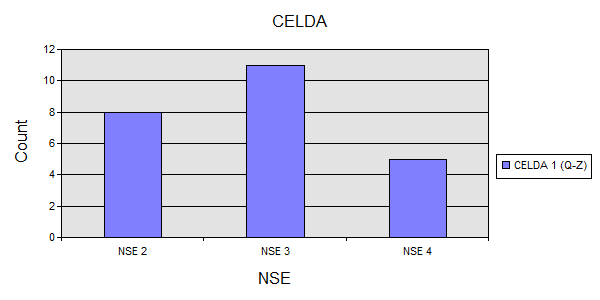 CELDA
12
10
8
6
4
2
0
Count
NSE 2 NSE 3 NSE 4
NSE
CELDA 1 (Q-Z)